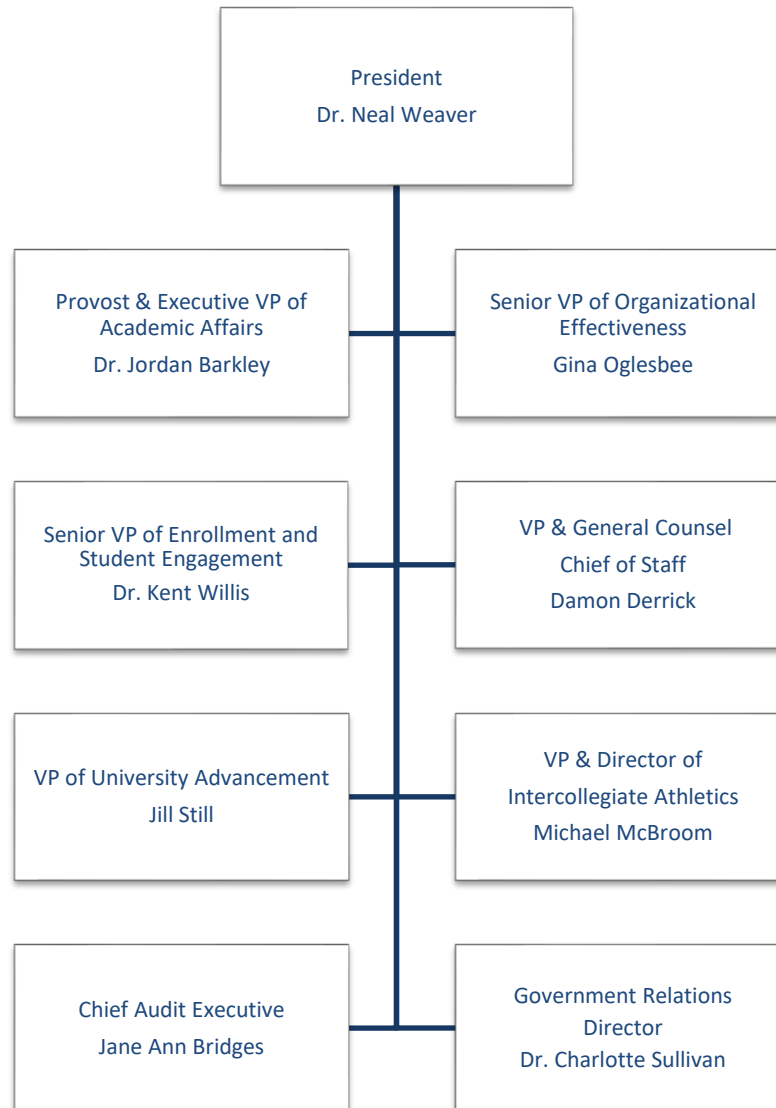 President
Dr. Neal Weaver
Provost & Executive VP of
Academic Affairs
Dr. Jordan Barkley
Senior VP of Organizational
Effectiveness
Gina Oglesbee
Senior VP of Enrollment and
Student Engagement
Dr. Kent Willis
VP & General Counsel
Chief of Staff
Damon Derrick
VP of University Advancement
Jill Still
VP & Director of
Intercollegiate Athletics
Michael McBroom
Chief Audit Executive
Jane Ann Bridges
Government Relations
Director
Dr. Charlotte Sullivan